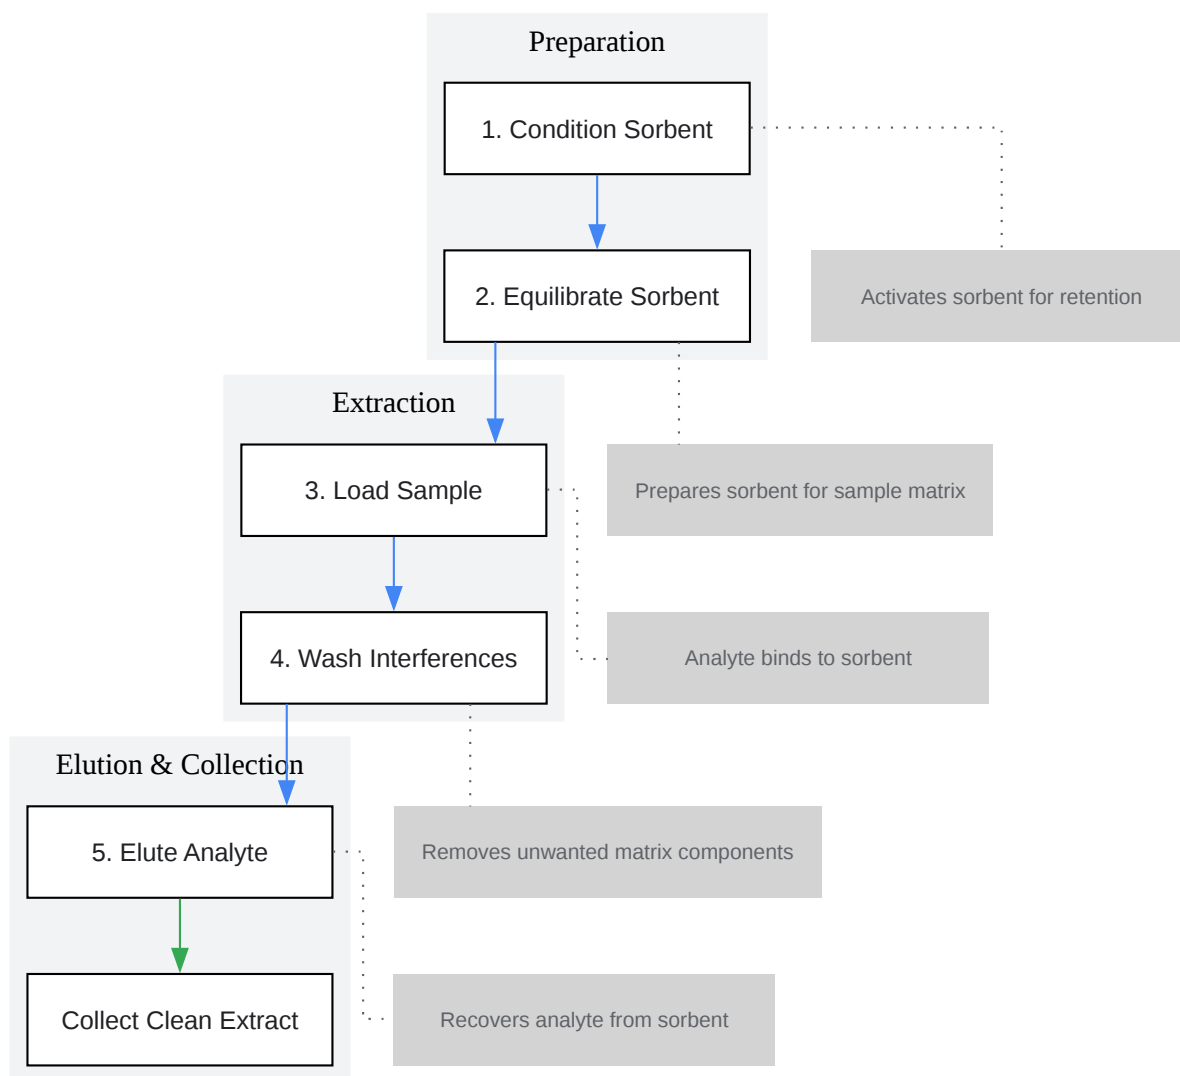 Preparation
1. Condition Sorbent
2. Equilibrate Sorbent
Activates sorbent for retention
Extraction
3. Load Sample
Prepares sorbent for sample matrix
4. Wash Interferences
Analyte binds to sorbent
Elution & Collection
5. Elute Analyte
Removes unwanted matrix components
Collect Clean Extract
Recovers analyte from sorbent